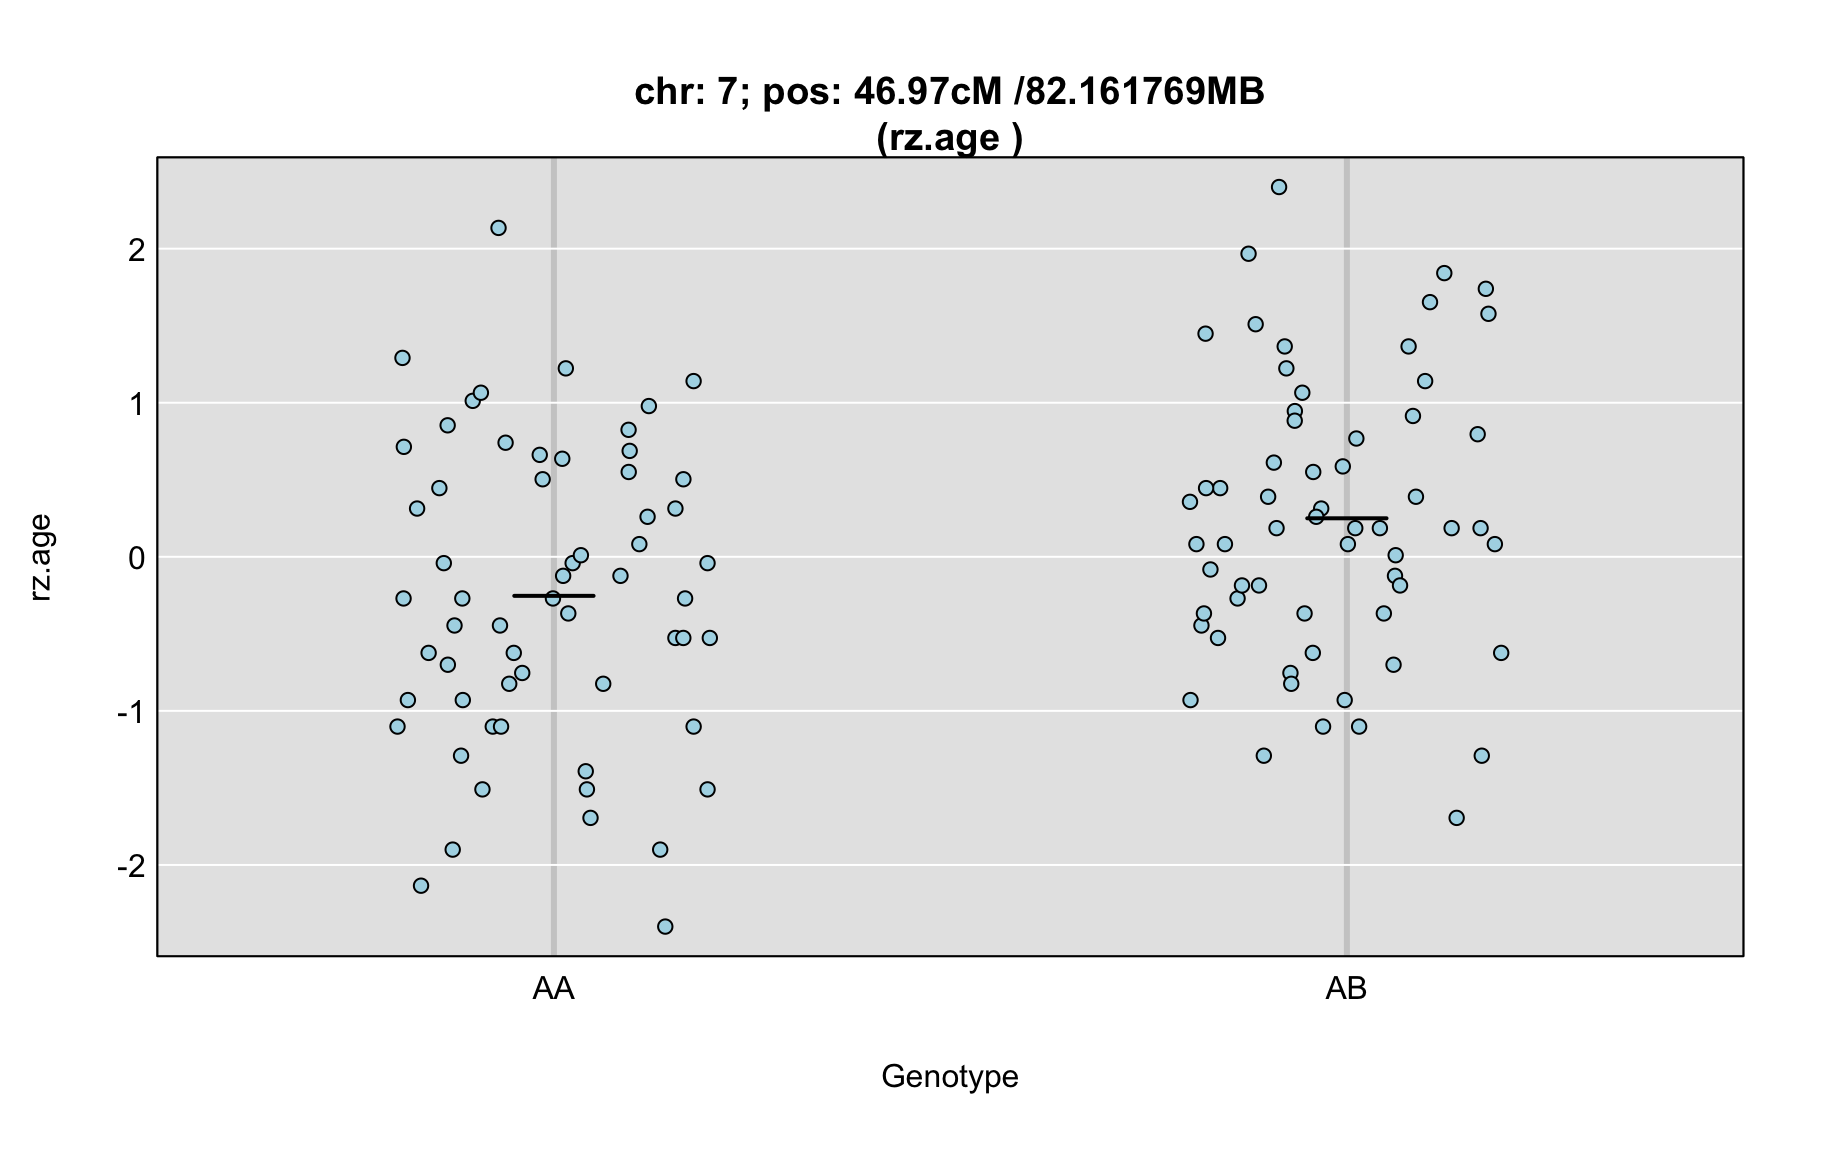 chr: 7; pos: 46.97cM /82.161769MB
(rz.age )
2
1
0
-1
-2
rz.age
AA
AB
Genotype